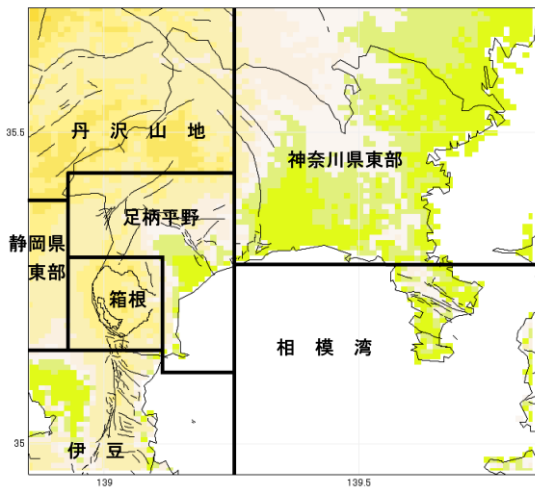 35.5
丹 沢 山 地
神奈川県東部
足柄平野
静岡県
東部
箱根
相 模 湾
35
伊 豆
139
139.5